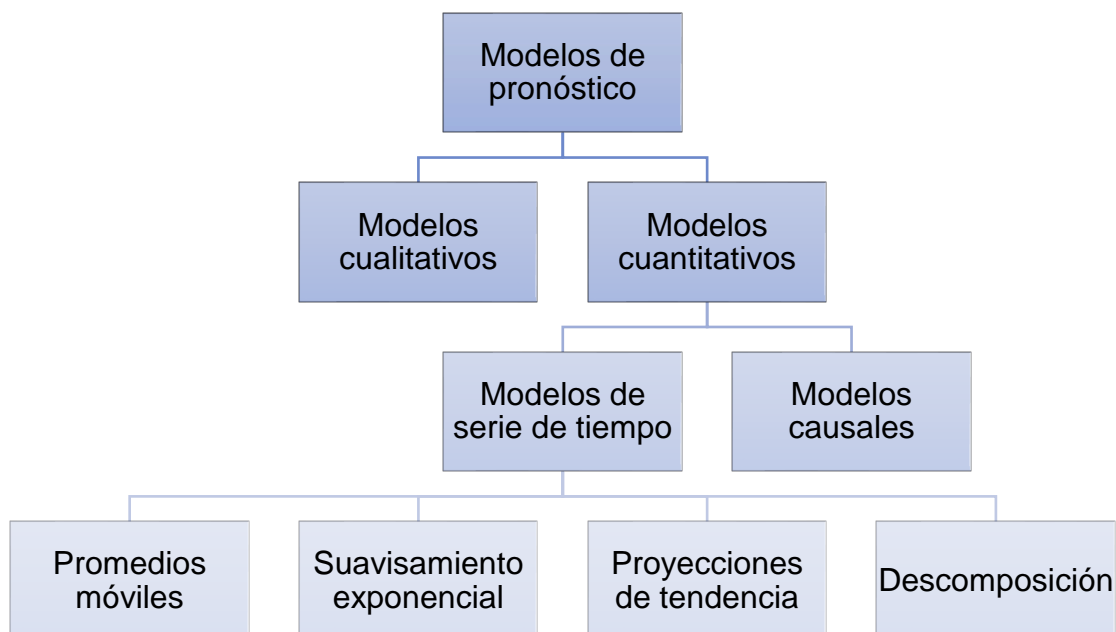 Modelos de
pronóstico
Modelos
cualitativos
Modelos
cuantitativos
Modelos de
serie de tiempo
Modelos
causales
Promedios
móviles
Suavisamiento
exponencial
Proyecciones
de tendencia
Descomposición